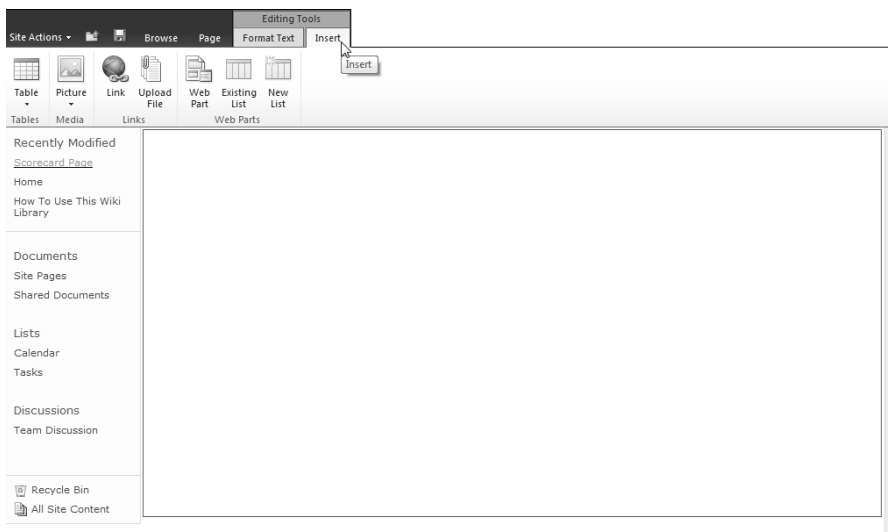 Editing Tools
Site Actions Browse Page Format Text Insert
Insert
Table Picture Link Upload File Web Part Existing List New List
Tables Media Links Web Parts
Recently Modified
Scorecard Page
Home
How To Use This Wiki
Library
Documents
Site Pages
Shared Documents
Lists
Calendar
Tasks
Discussions
Team Discussion
Recycle Bin
All Site Content